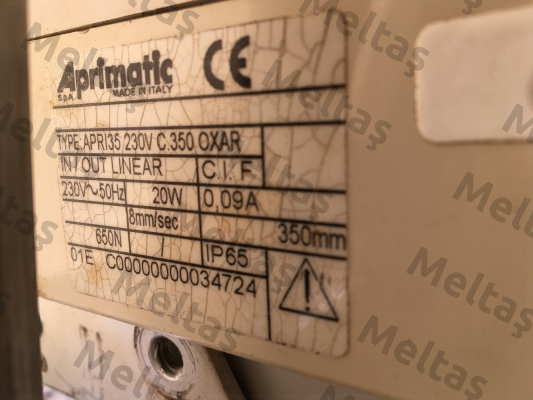 Aprimatic CE
S.p.A. MADE IN ITALY
TYPE: APRI35 230V C.350 OXAR
IN / OUT LINEAR C.I.F.
230V~50Hz 20W 0,09A
8mm/sec 350mm
650N / IP65
01E C00000000034724
Meltaş